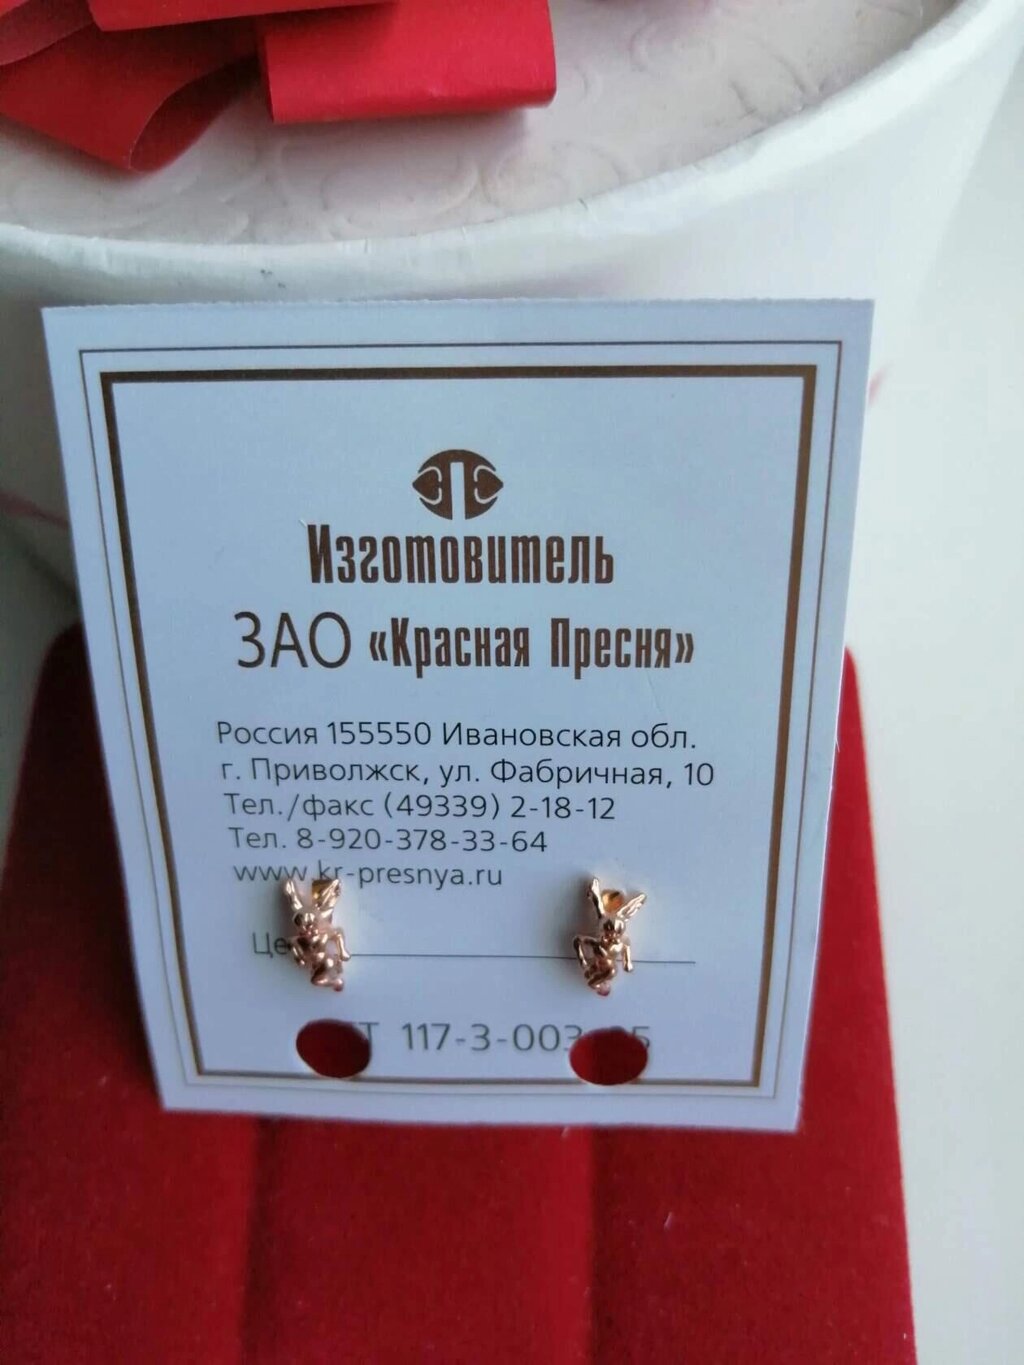 Изготовитель
ЗАО «Красная Пресня»
Россия 155550 Ивановская обл.
г. Приволжск, ул. Фабричная, 10
Тел./факс (49339) 2-18-12
Тел. 8-920-378-33-64
www.kr-presnya.ru